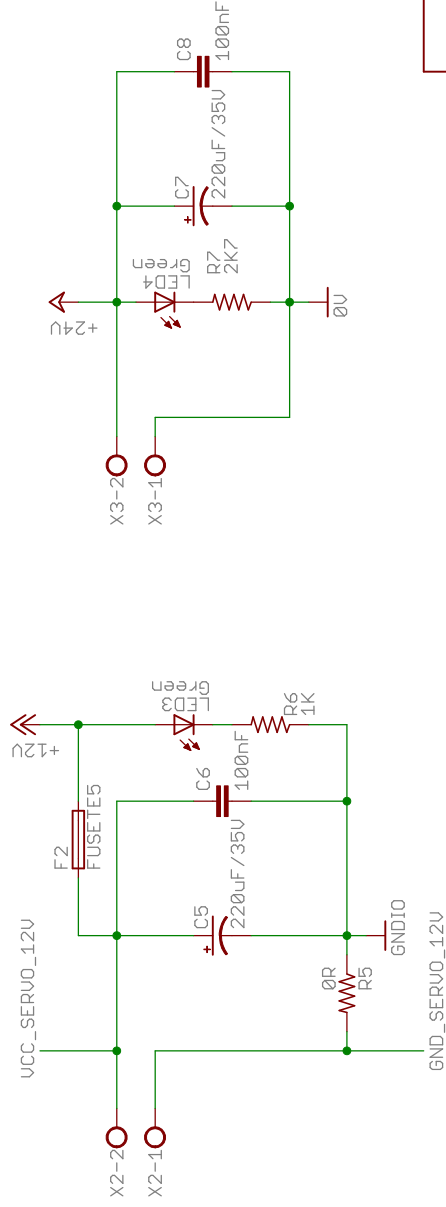 C8
100nF
C7
220uF/35V
LED4
Green
R7
2K7
+24V
0V
X3-2
X3-1
+12V
LED3
Green
R6
1K
F2
FUSETE5
C6
100nF
C5
220uF/35V
VCC_SERVO_12V
0R
R5
GNDIO
GND_SERVO_12V
X2-2
X2-1